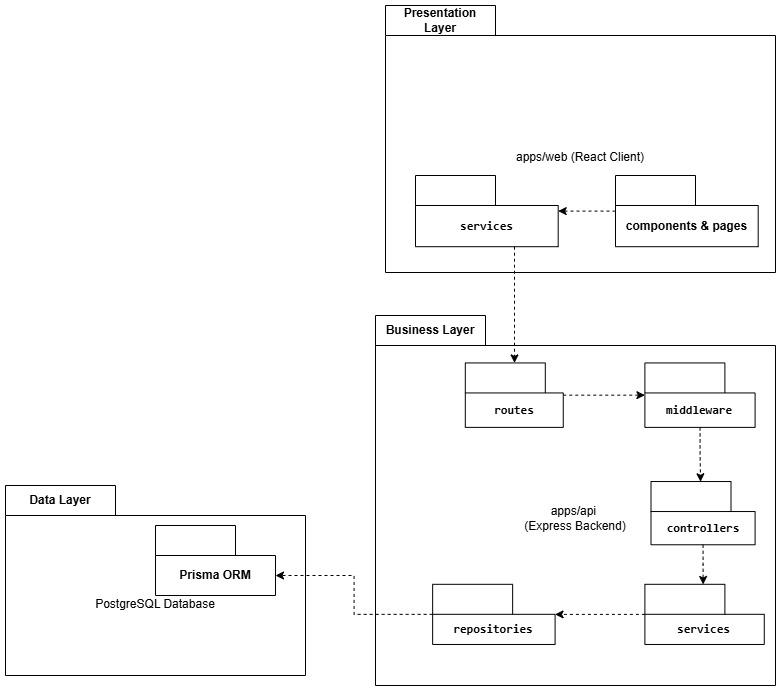 Presentation
Layer
apps/web (React Client)
services
components & pages
Business Layer
routes
middleware
apps/api
(Express Backend)
controllers
repositories
services
Data Layer
Prisma ORM
PostgreSQL Database